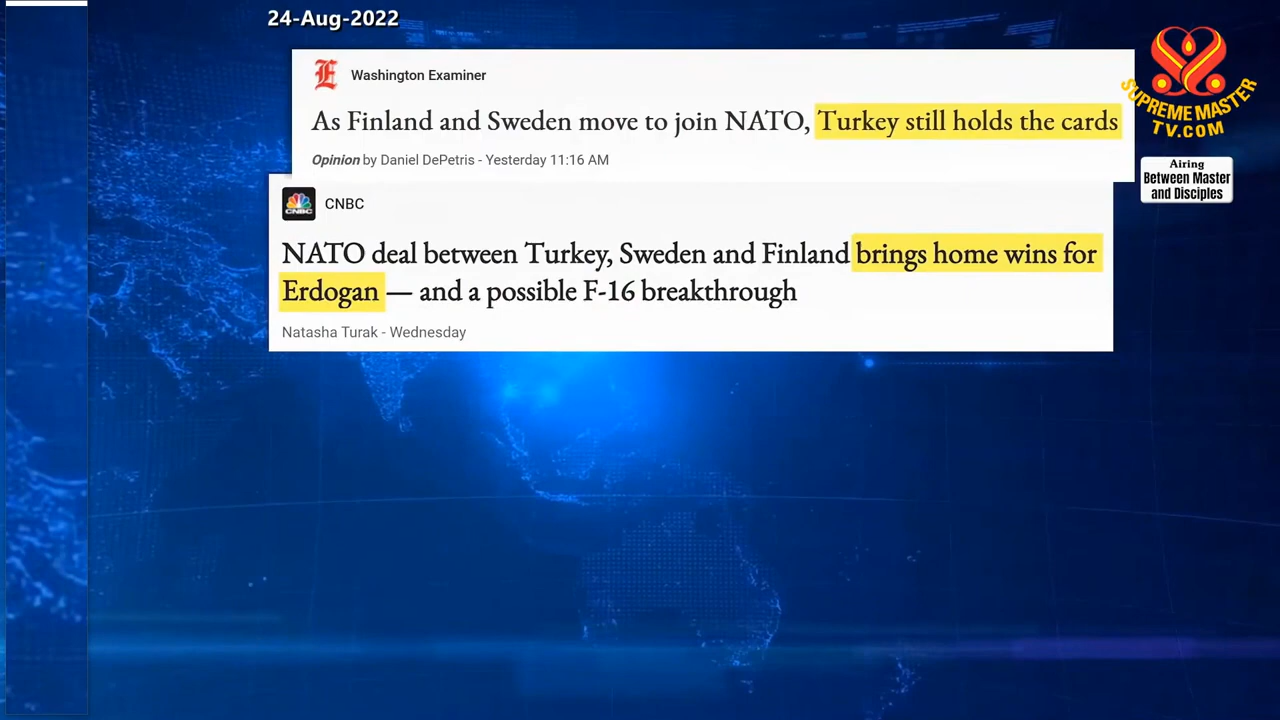 24-Aug-2022
Washington Examiner
As Finland and Sweden move to join NATO, Turkey still holds the cards
Opinion by Daniel DePetris - Yesterday 11:16 AM
CNBC
CNBC
NATO deal between Turkey, Sweden and Finland brings home wins for
Erdogan — and a possible F-16 breakthrough
Natasha Turak - Wednesday
SUPREME MASTER
TV.COM
Airing
Between Master
and Disciples